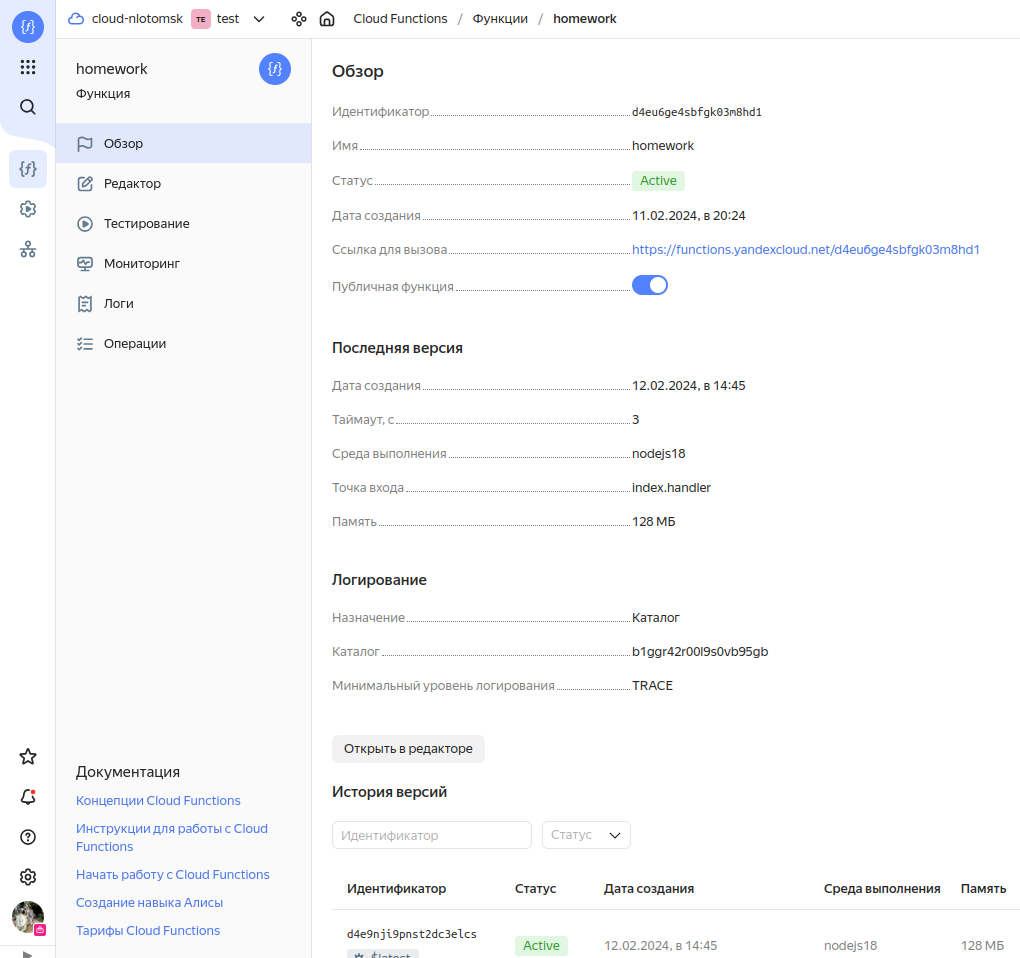 cloud-nlotomsk TE test Cloud Functions / Функции / homework
homework
Функция
Обзор
Редактор
Тестирование
Мониторинг
Логи
Операции
Документация
Концепции Cloud Functions
Инструкции для работы с Cloud
Functions
Начать работу с Cloud Functions
Создание навыка Алисы
Тарифы Cloud Functions
Обзор
Идентификатор d4eu6ge4sbfgk03m8hd1
Имя homework
Статус Active
Дата создания 11.02.2024, в 20:24
Ссылка для вызова https://functions.yandexcloud.net/d4eu6ge4sbfgk03m8hd1
Публичная функция
Последняя версия
Дата создания 12.02.2024, в 14:45
Таймаут, с 3
Среда выполнения nodejs18
Точка входа index.handler
Память 128 МБ
Логирование
Назначение Каталог
Каталог b1ggr42r00l9s0vb95gb
Минимальный уровень логирования TRACE
Открыть в редакторе
История версий
Идентификатор Статус
Идентификатор Статус Дата создания Среда выполнения Память
d4e9nji9pnst2dc3elcs Active 12.02.2024, в 14:45 nodejs18 128 МБ
$latest